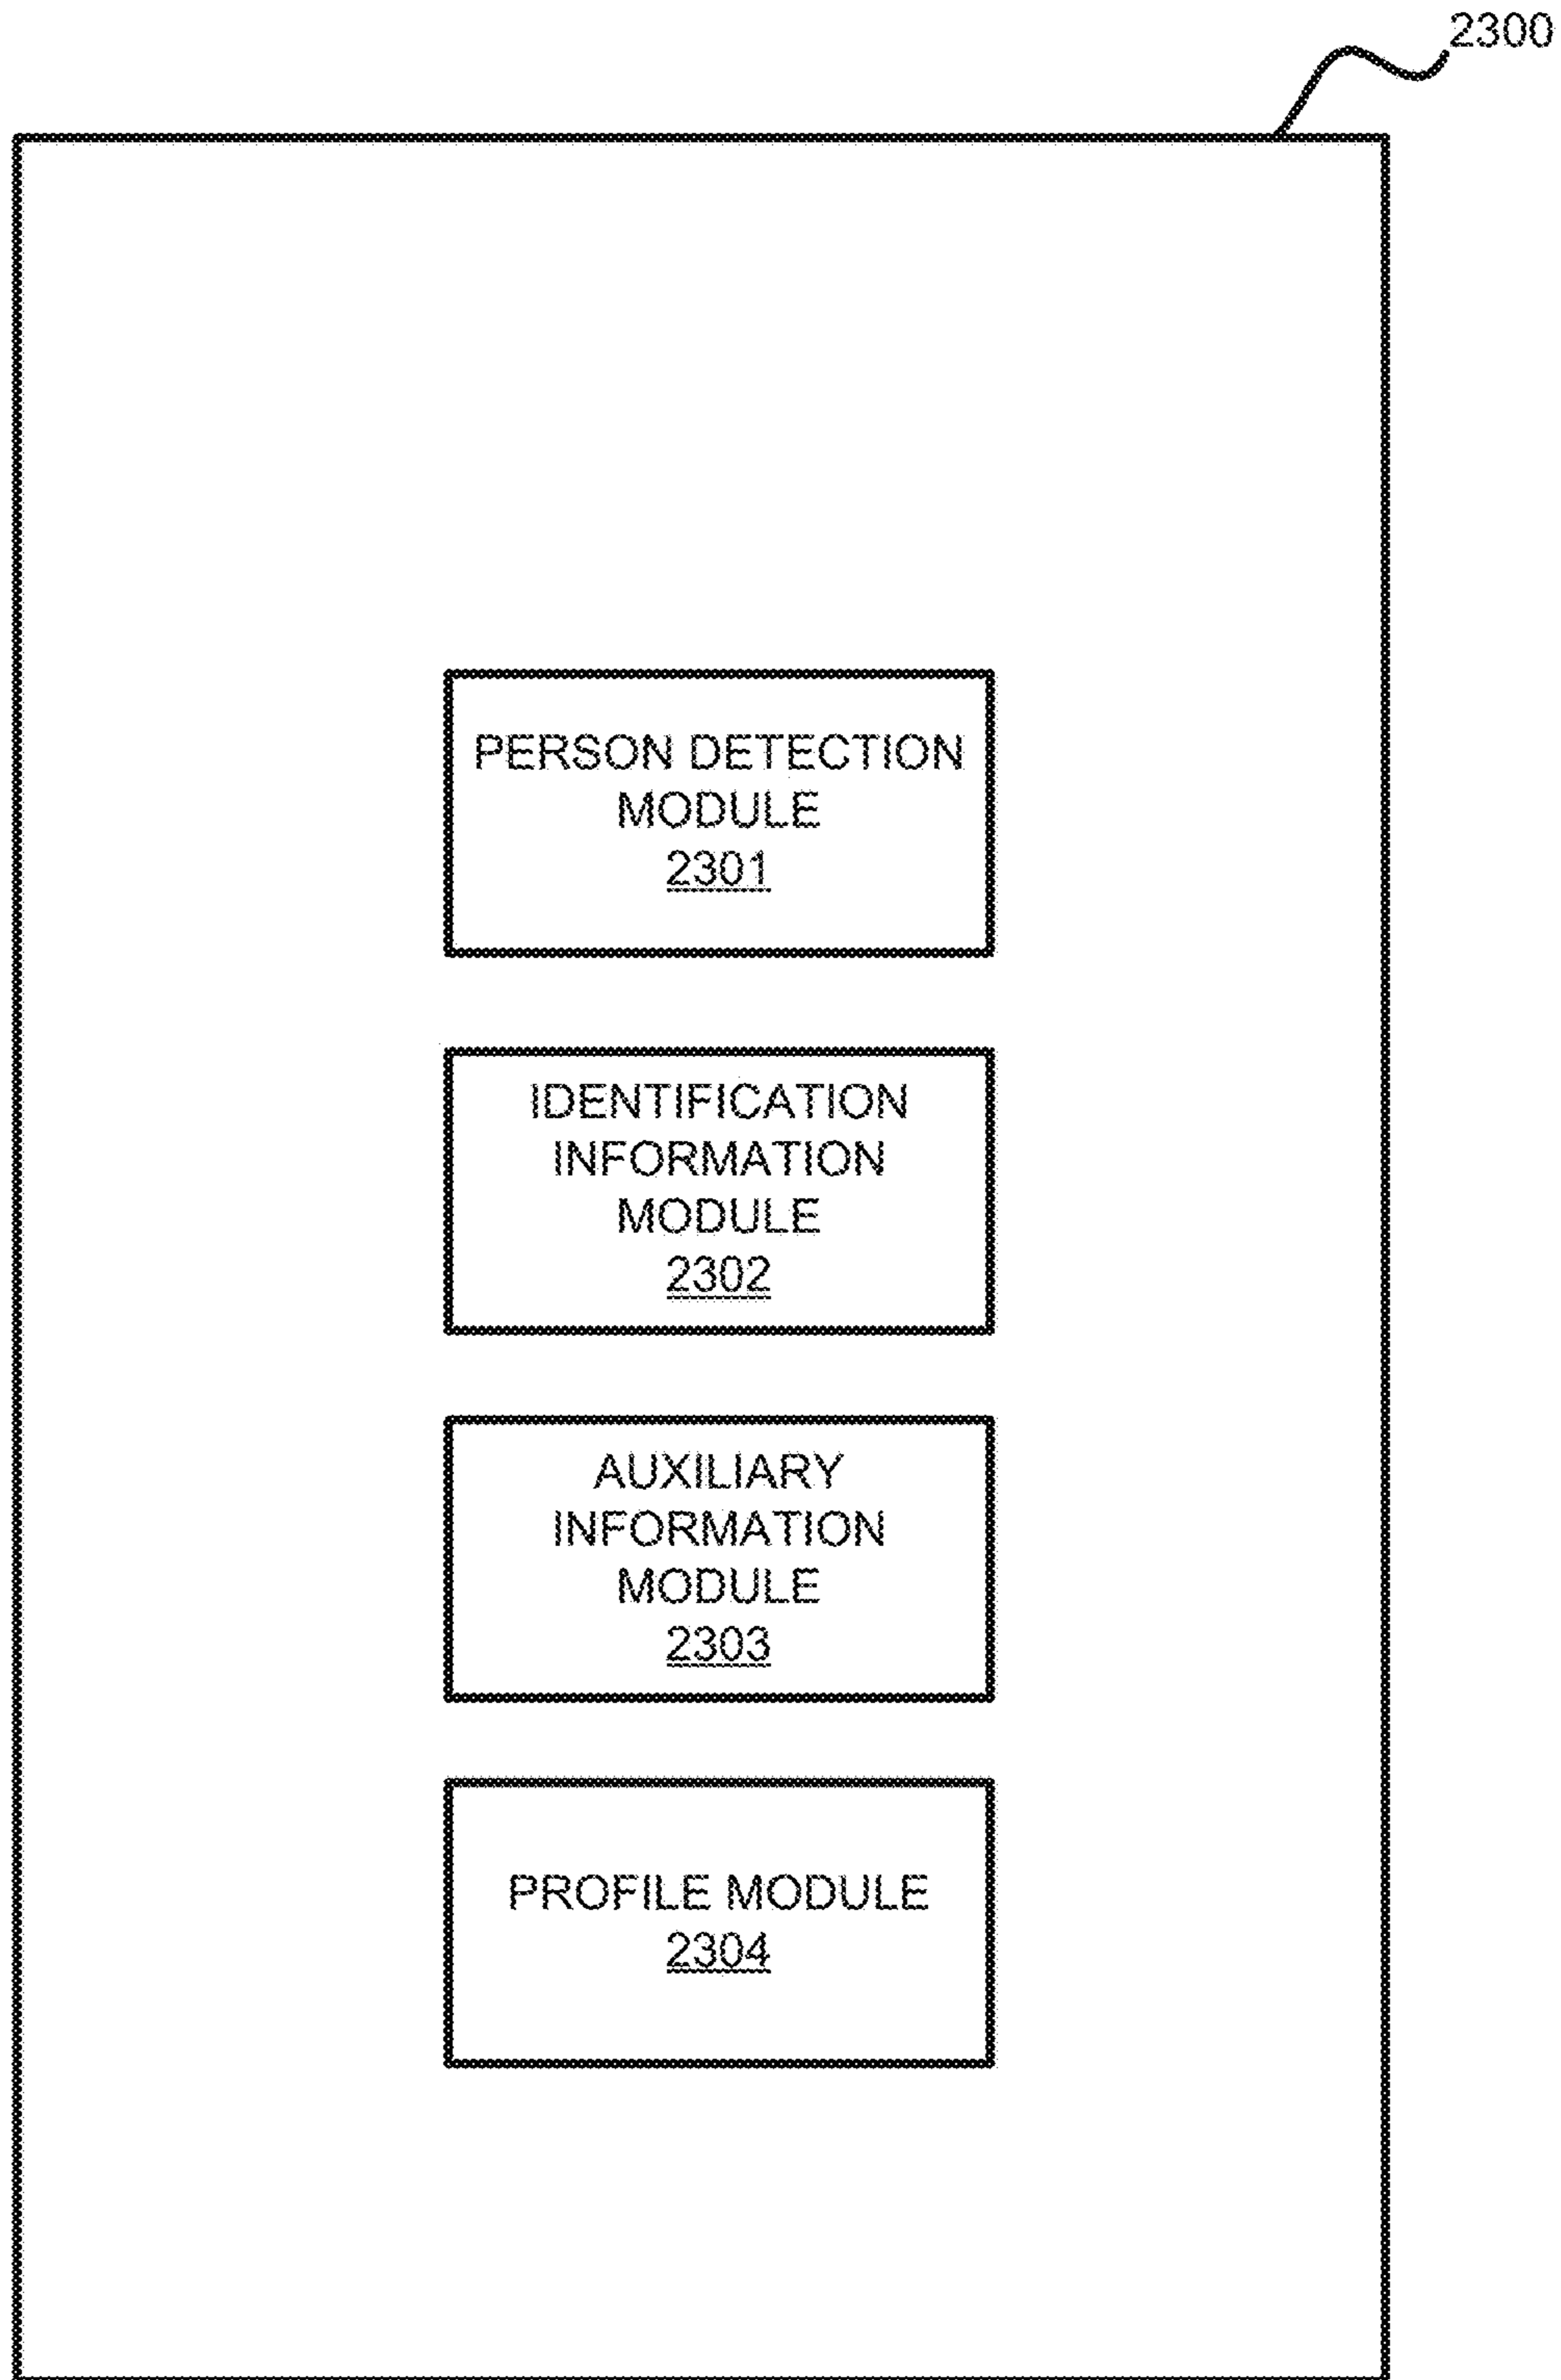 2300
PERSON DETECTION
MODULE
2301
IDENTIFICATION
INFORMATION
MODULE
2302
AUXILIARY
INFORMATION
MODULE
2303
PROFILE MODULE
2304